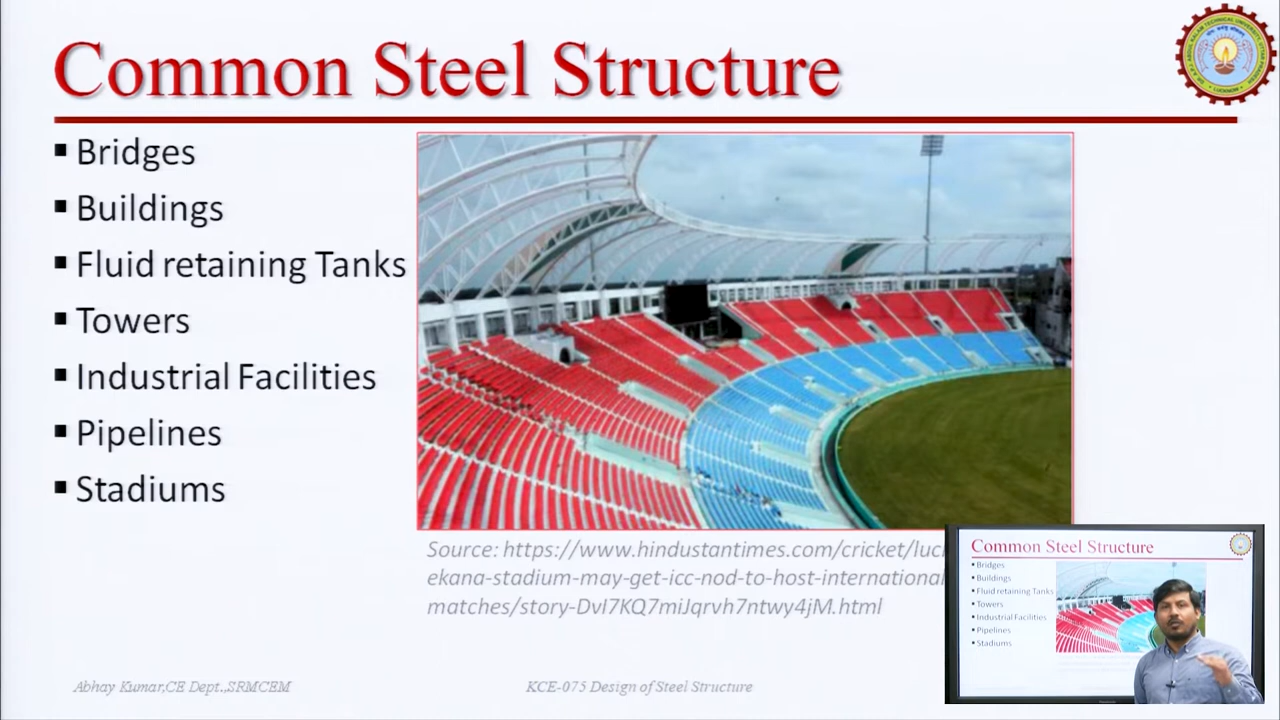 Common Steel Structure
Bridges
Buildings
Fluid retaining Tanks
Towers
Industrial Facilities
Pipelines
Stadiums
Source: https://www.hindustantimes.com/cricket/luc
ekana-stadium-may-get-icc-nod-to-host-international
matches/story-DvI7KQ7miJqrvh7ntwy4jM.html
Abhay Kumar,CE Dept.,SRMCEM
KCE-075 Design of Steel Structure
Common Steel Structure
Bridges
Buildings
Fluid retaining Tanks
Towers
Industrial Facilities
Pipelines
Stadiums